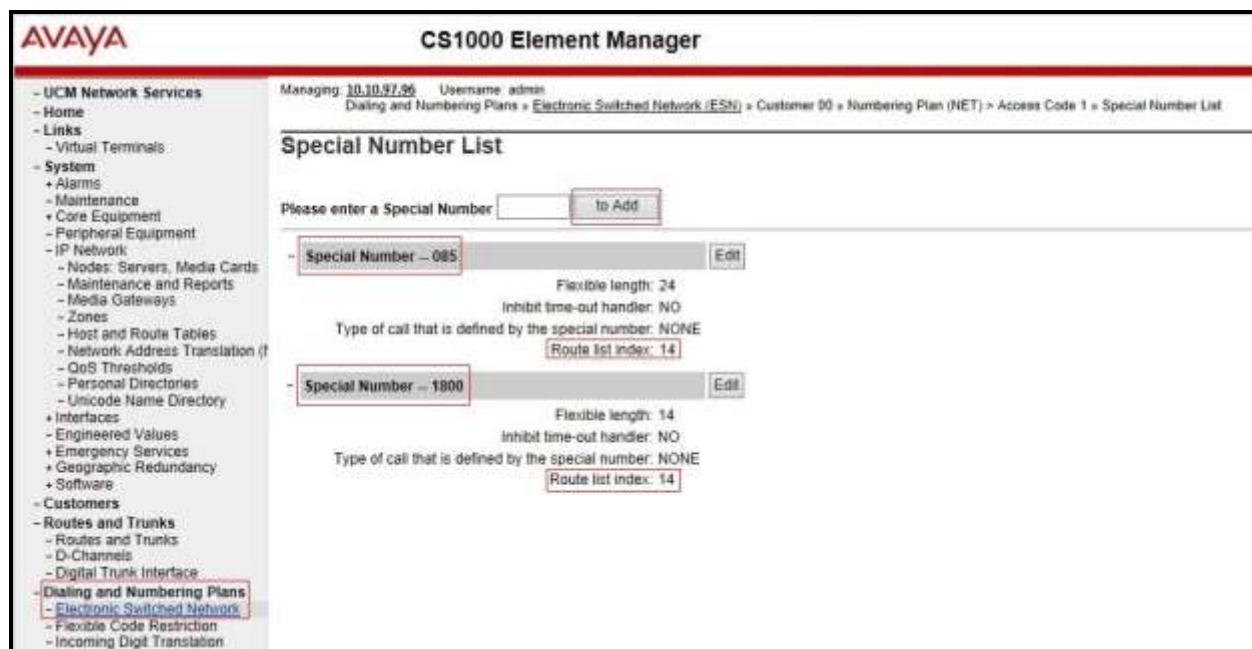 AVAYA
CS1000 Element Manager
- UCM Network Services
- Home
- Links
- Virtual Terminals
- System
+ Alarms
- Maintenance
+ Core Equipment
- Peripheral Equipment
- IP Network
- Nodes: Servers, Media Cards
- Maintenance and Reports
- Media Gateways
- Zones
- Host and Route Tables
- Network Address Translation (N
- QoS Thresholds
- Personal Directories
- Unicode Name Directory
+ Interfaces
- Engineered Values
+ Emergency Services
+ Geographic Redundancy
+ Software
- Customers
- Routes and Trunks
- Routes and Trunks
- D-Channels
- Digital Trunk Interface
- Dialing and Numbering Plans
- Electronic Switched Network
- Flexible Code Restriction
- Incoming Digit Translation
Managing: 10.10.97.96 Username: admin
Dialing and Numbering Plans » Electronic Switched Network (ESN) » Customer 00 » Numbering Plan (NET) > Access Code 1 » Special Number List
Special Number List
Please enter a Special Number to Add
- Special Number -- 085 Edit
Flexible length: 24
Inhibit time-out handler: NO
Type of call that is defined by the special number: NONE
Route list index: 14
- Special Number -- 1800 Edit
Flexible length: 14
Inhibit time-out handler: NO
Type of call that is defined by the special number: NONE
Route list index: 14